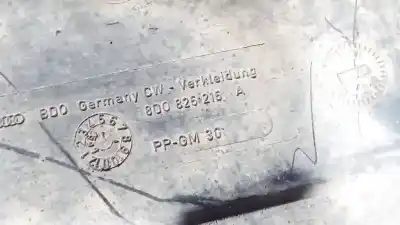 BDO Germany CW - Verkleidung
8D0 825 215 A
PP-GM 30